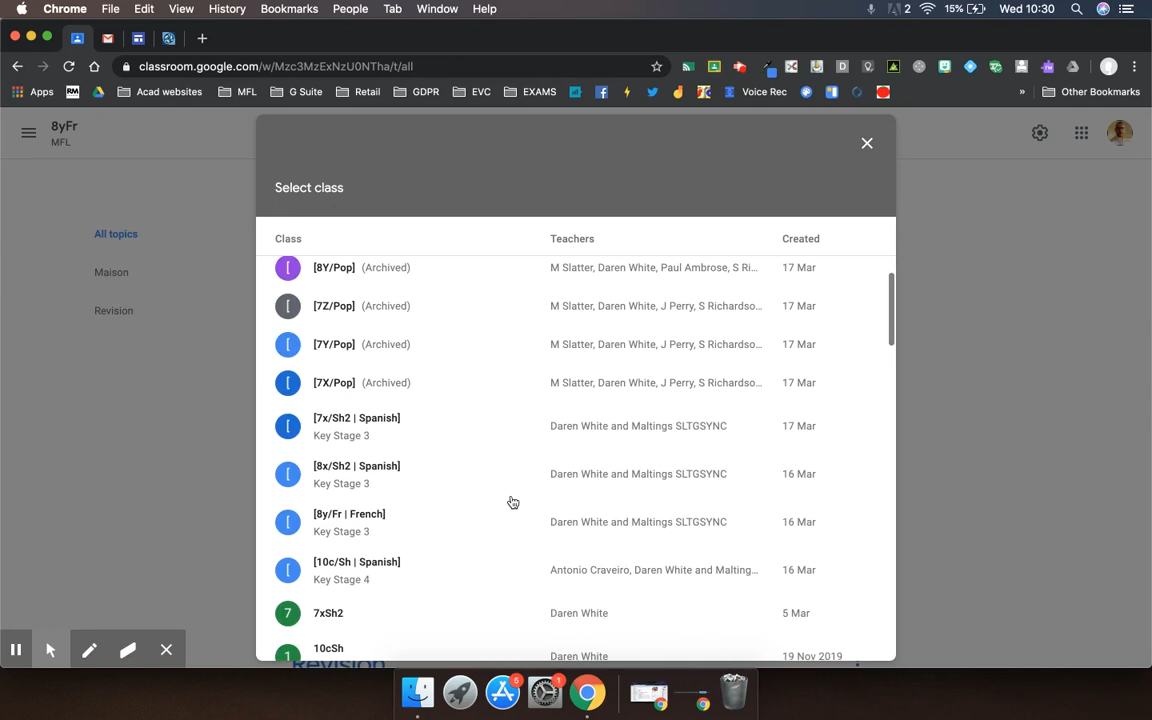 Chrome File Edit View History Bookmarks People Tab Window Help 2 15% Wed 10:30
classroom.google.com/w/Mzc3MzExNzU0NTha/t/all
Apps RM Acad websites MFL G Suite Retail GDPR EVC EXAMS Voice Rec » Other Bookmarks
8yFr
MFL
Select class
All topics
Maison
Revision
Class Teachers Created
[8Y/Pop] (Archived) M Slatter, Daren White, Paul Ambrose, S Ri... 17 Mar
[7Z/Pop] (Archived) M Slatter, Daren White, J Perry, S Richardso... 17 Mar
[7Y/Pop] (Archived) M Slatter, Daren White, J Perry, S Richardso... 17 Mar
[7X/Pop] (Archived) M Slatter, Daren White, J Perry, S Richardso... 17 Mar
[7x/Sh2 | Spanish] Daren White and Maltings SLTGSYNC 17 Mar
Key Stage 3
[8x/Sh2 | Spanish] Daren White and Maltings SLTGSYNC 16 Mar
Key Stage 3
[8y/Fr | French] Daren White and Maltings SLTGSYNC 16 Mar
Key Stage 3
[10c/Sh | Spanish] Antonio Craveiro, Daren White and Malting... 16 Mar
Key Stage 4
7 7xSh2 Daren White 5 Mar
1 10cSh Daren White 19 Nov 2019
Revision
6 1